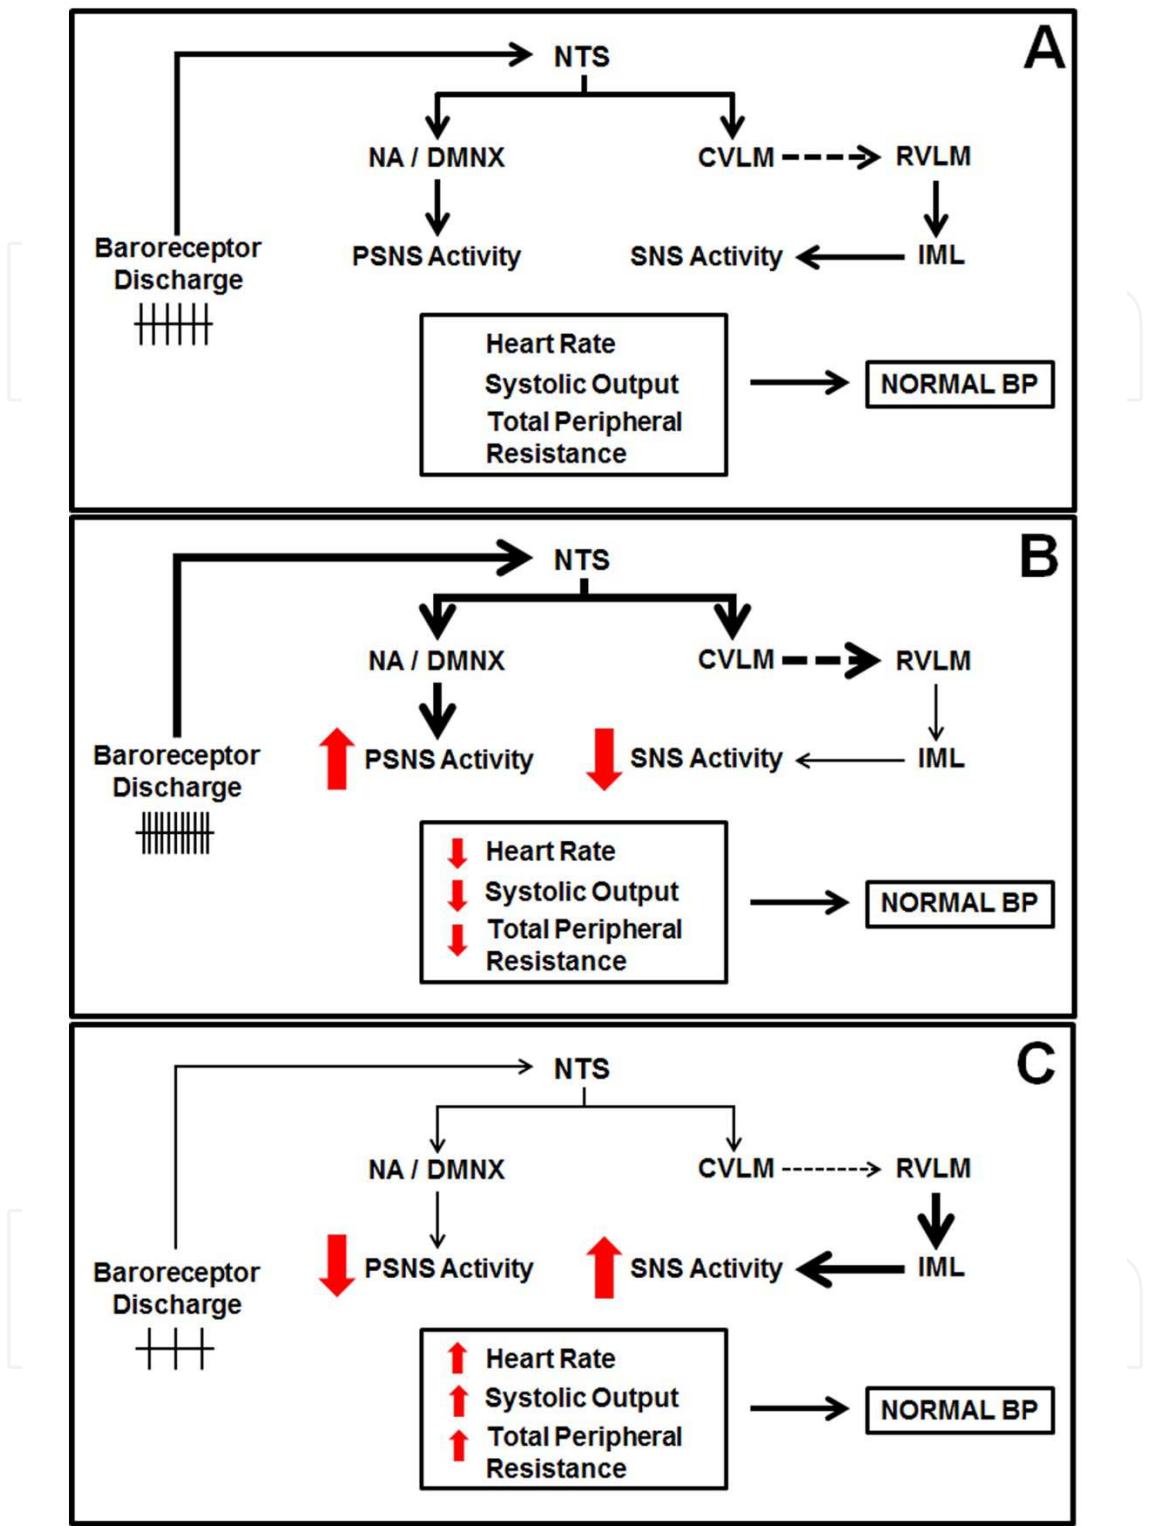 A
NTS
NA / DMNX
CVLM
RVLM
Baroreceptor
Discharge
PSNS Activity
SNS Activity
IML
Heart Rate
Systolic Output
Total Peripheral
Resistance
NORMAL BP
B
NTS
NA / DMNX
CVLM
RVLM
Baroreceptor
Discharge
PSNS Activity
SNS Activity
IML
Heart Rate
Systolic Output
Total Peripheral
Resistance
NORMAL BP
C
NTS
NA / DMNX
CVLM
RVLM
Baroreceptor
Discharge
PSNS Activity
SNS Activity
IML
Heart Rate
Systolic Output
Total Peripheral
Resistance
NORMAL BP